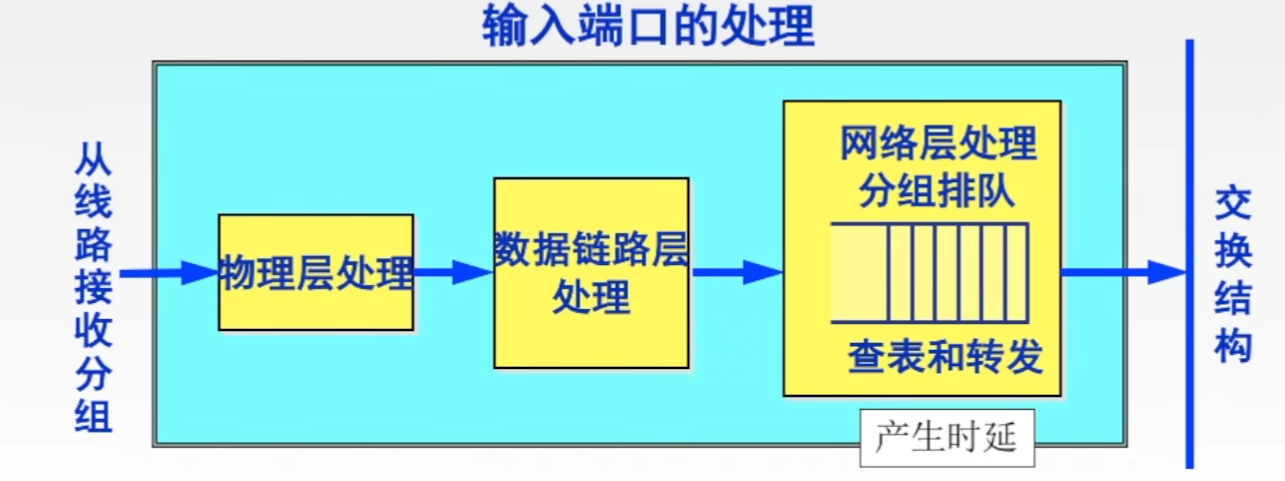 输入端口的处理
从线路接收分组
物理层处理
数据链路层
处理
网络层处理
分组排队
查表和转发
产生时延
交换结构